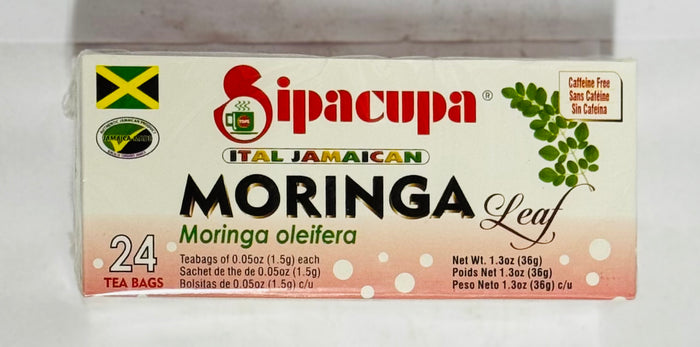 Sipacupa ®
Caffeine Free
Sans Caféine
Sin Cafeina
ITAL JAMAICAN
MORINGA Leaf
Moringa oleifera
24
TEA BAGS
Teabags of 0.05oz (1.5g) each
Sachet de the de 0.05oz (1.5g)
Bolsitas de 0.05oz (1.5g) c/u
Net Wt. 1.3oz (36g)
Poids Net 1.3oz (36g)
Peso Neto 1.3oz (36g) c/u